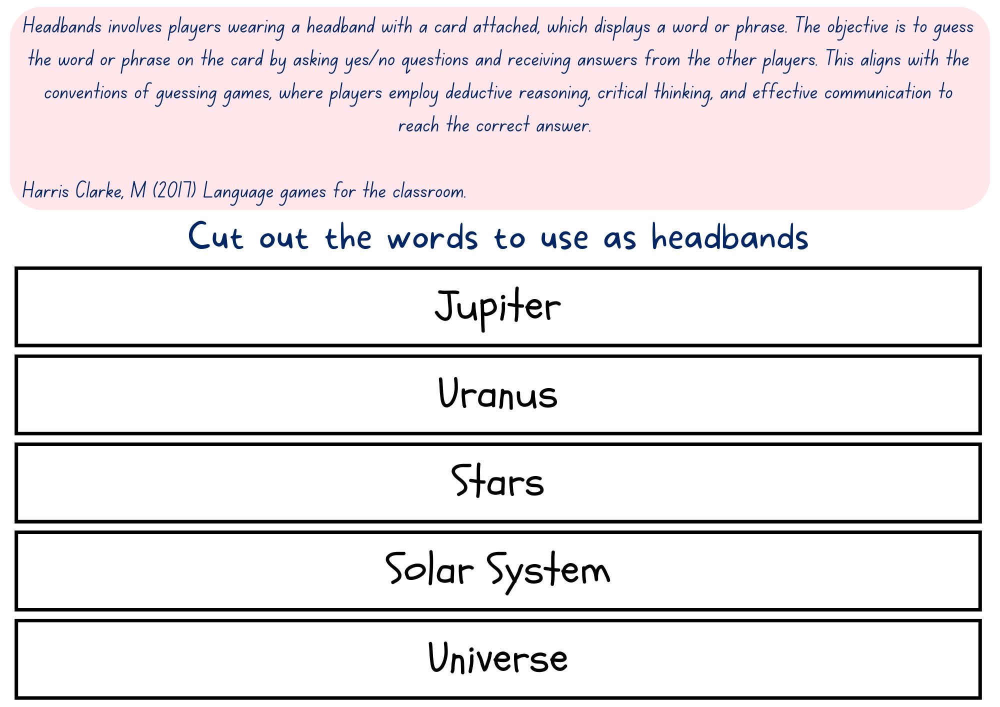 Headbands involves players wearing a headband with a card attached, which displays a word or phrase. The objective is to guess
the word or phrase on the card by asking yes/no questions and receiving answers from the other players. This aligns with the
conventions of guessing games, where players employ deductive reasoning, critical thinking, and effective communication to
reach the correct answer.
Harris Clarke, M (2017) Language games for the classroom.
Cut out the words to use as headbands
Jupiter
Uranus
Stars
Solar System
Universe